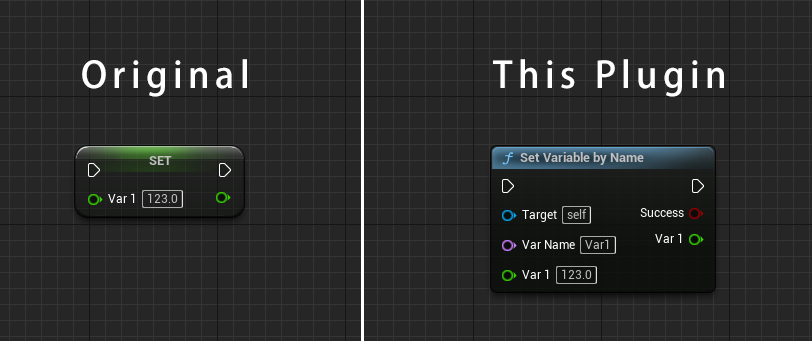 Original
This Plugin
SET
Var 1 123.0
f Set Variable by Name
Target self
Success
Var Name Var1
Var 1
Var 1 123.0